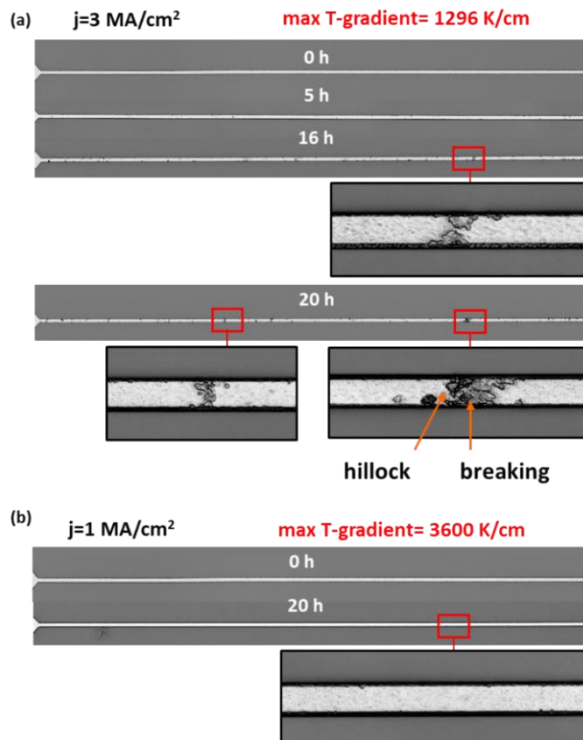 (a) j=3 MA/cm² max T-gradient= 1296 K/cm
0 h
5 h
16 h
20 h
hillock breaking
(b) j=1 MA/cm² max T-gradient= 3600 K/cm
0 h
20 h